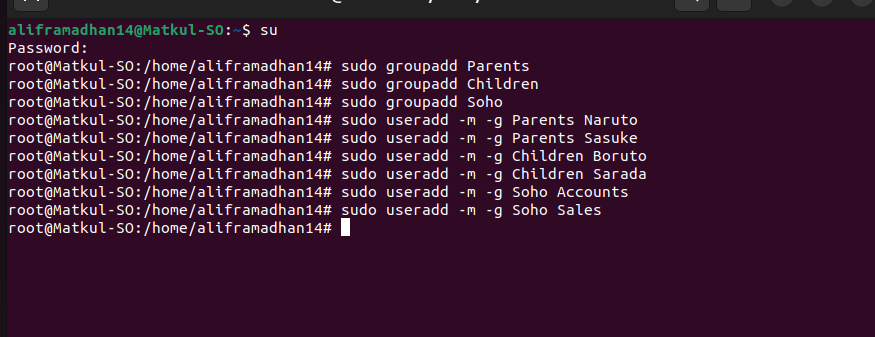 aliframadhan14@Matkul-SO:~$ su
Password:
root@Matkul-SO:/home/aliframadhan14# sudo groupadd Parents
root@Matkul-SO:/home/aliframadhan14# sudo groupadd Children
root@Matkul-SO:/home/aliframadhan14# sudo groupadd Soho
root@Matkul-SO:/home/aliframadhan14# sudo useradd -m -g Parents Naruto
root@Matkul-SO:/home/aliframadhan14# sudo useradd -m -g Parents Sasuke
root@Matkul-SO:/home/aliframadhan14# sudo useradd -m -g Children Boruto
root@Matkul-SO:/home/aliframadhan14# sudo useradd -m -g Children Sarada
root@Matkul-SO:/home/aliframadhan14# sudo useradd -m -g Soho Accounts
root@Matkul-SO:/home/aliframadhan14# sudo useradd -m -g Soho Sales
root@Matkul-SO:/home/aliframadhan14#